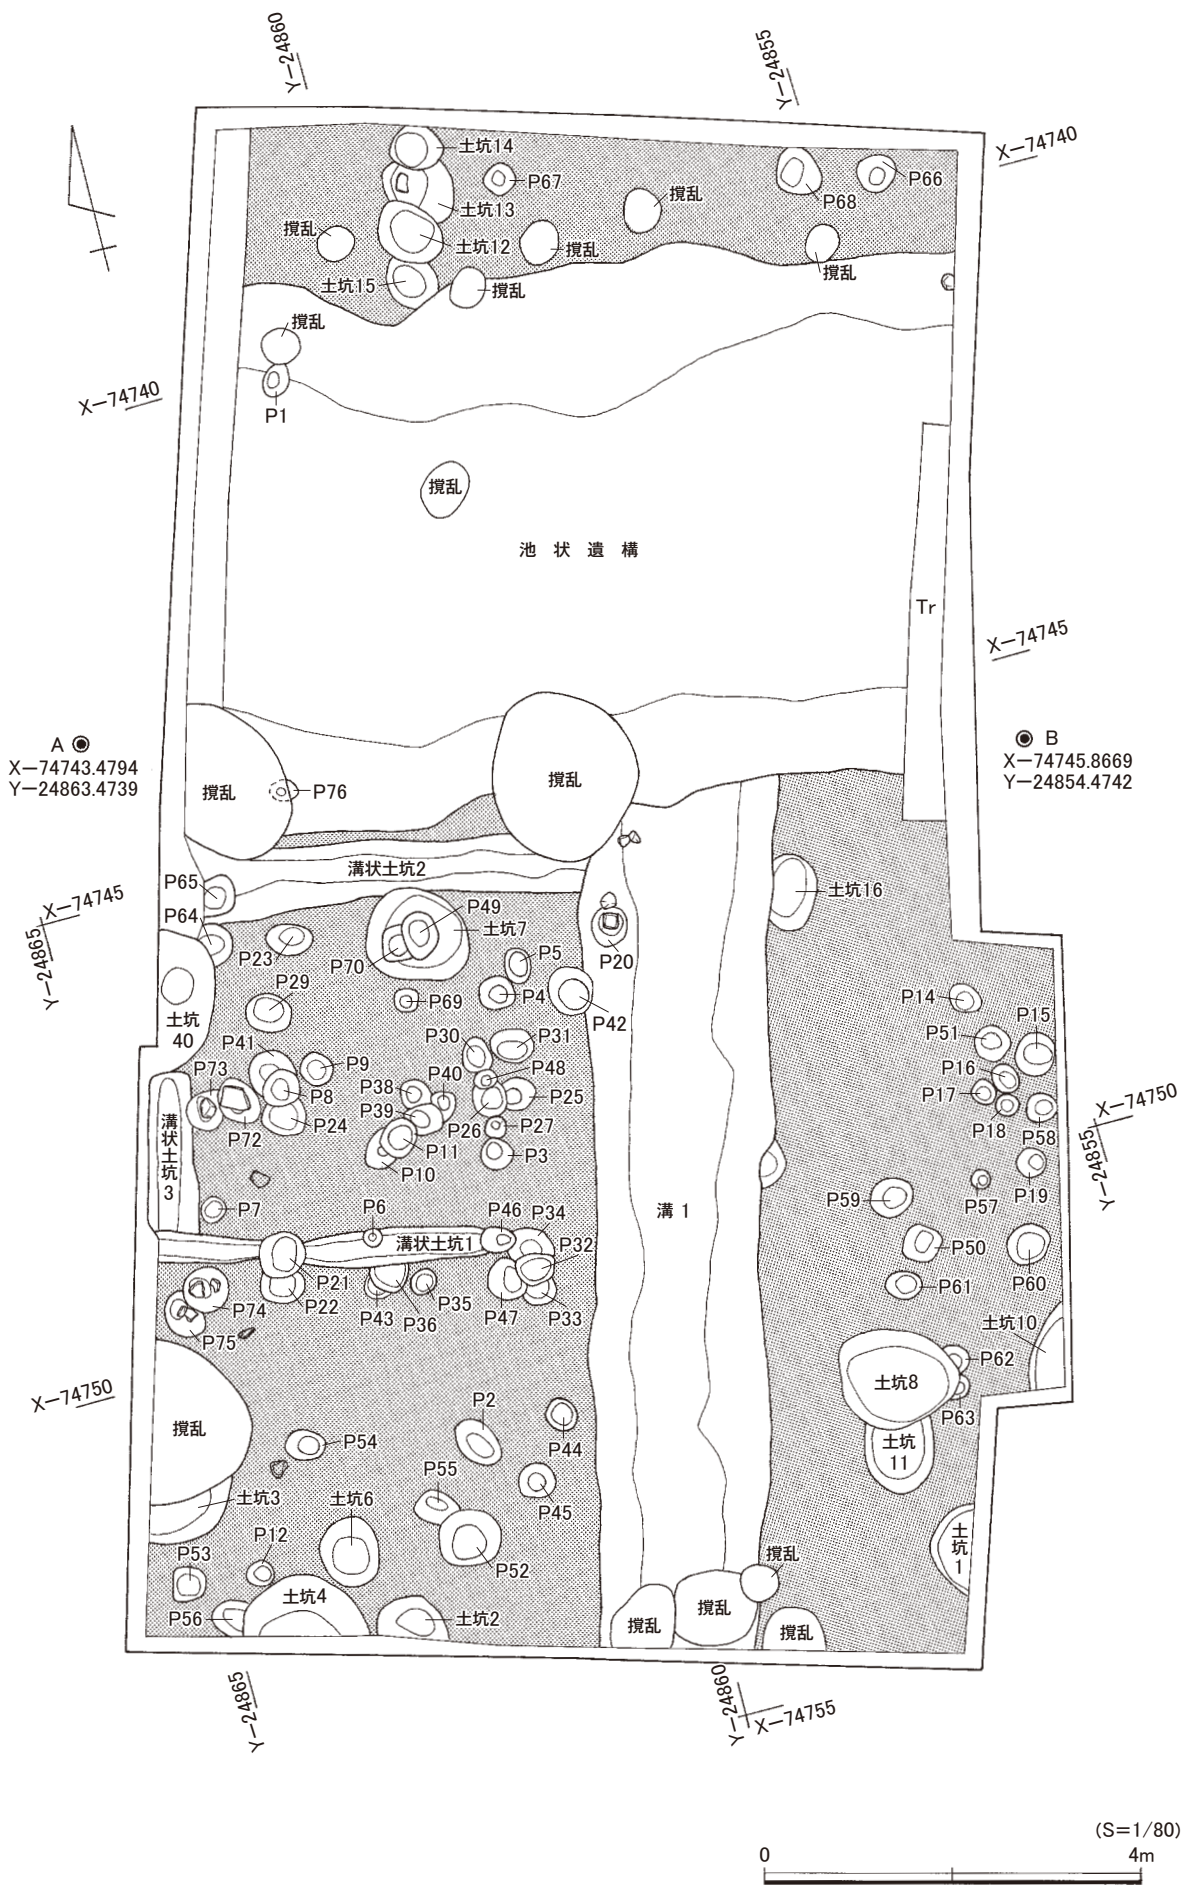 Y-24860
Y-24855
X-74740
土坑14
P67
P68
P66
土坑13
撹乱
撹乱
土坑12
撹乱
撹乱
土坑15
撹乱
撹乱
P1
X-74740
撹乱
池状遺構
Tr
X-74745
A
X-74743.4794
Y-24863.4739
B
X-74745.8669
Y-24854.4742
撹乱
P76
撹乱
溝状土坑2
P65
土坑16
X-74745
Y-24865
P64
P49
土坑7
P23
P70
P20
P5
P29
P69
P4
P42
P14
土坑
40
P15
P51
P41
P30
P31
P9
P73
P48
P16
P38
P40
P17
P8
P25
X-74750
Y-24855
P39
P72
P24
P26
P27
P18
P58
溝状土坑3
P11
P10
P3
P19
P57
P59
P7
P6
P46
P34
溝1
溝状土坑1
P32
P50
P21
P60
P22
P35
P61
P74
P43
P36
P47
P33
P75
土坑10
P62
土坑8
X-74750
P2
P63
撹乱
P54
P44
土坑
11
P55
P45
土坑3
土坑6
P12
土坑1
P53
撹乱
P52
土坑4
P56
土坑2
撹乱
撹乱
撹乱
Y-24865
Y-24860
X-74755
(S=1/80)
0
4m